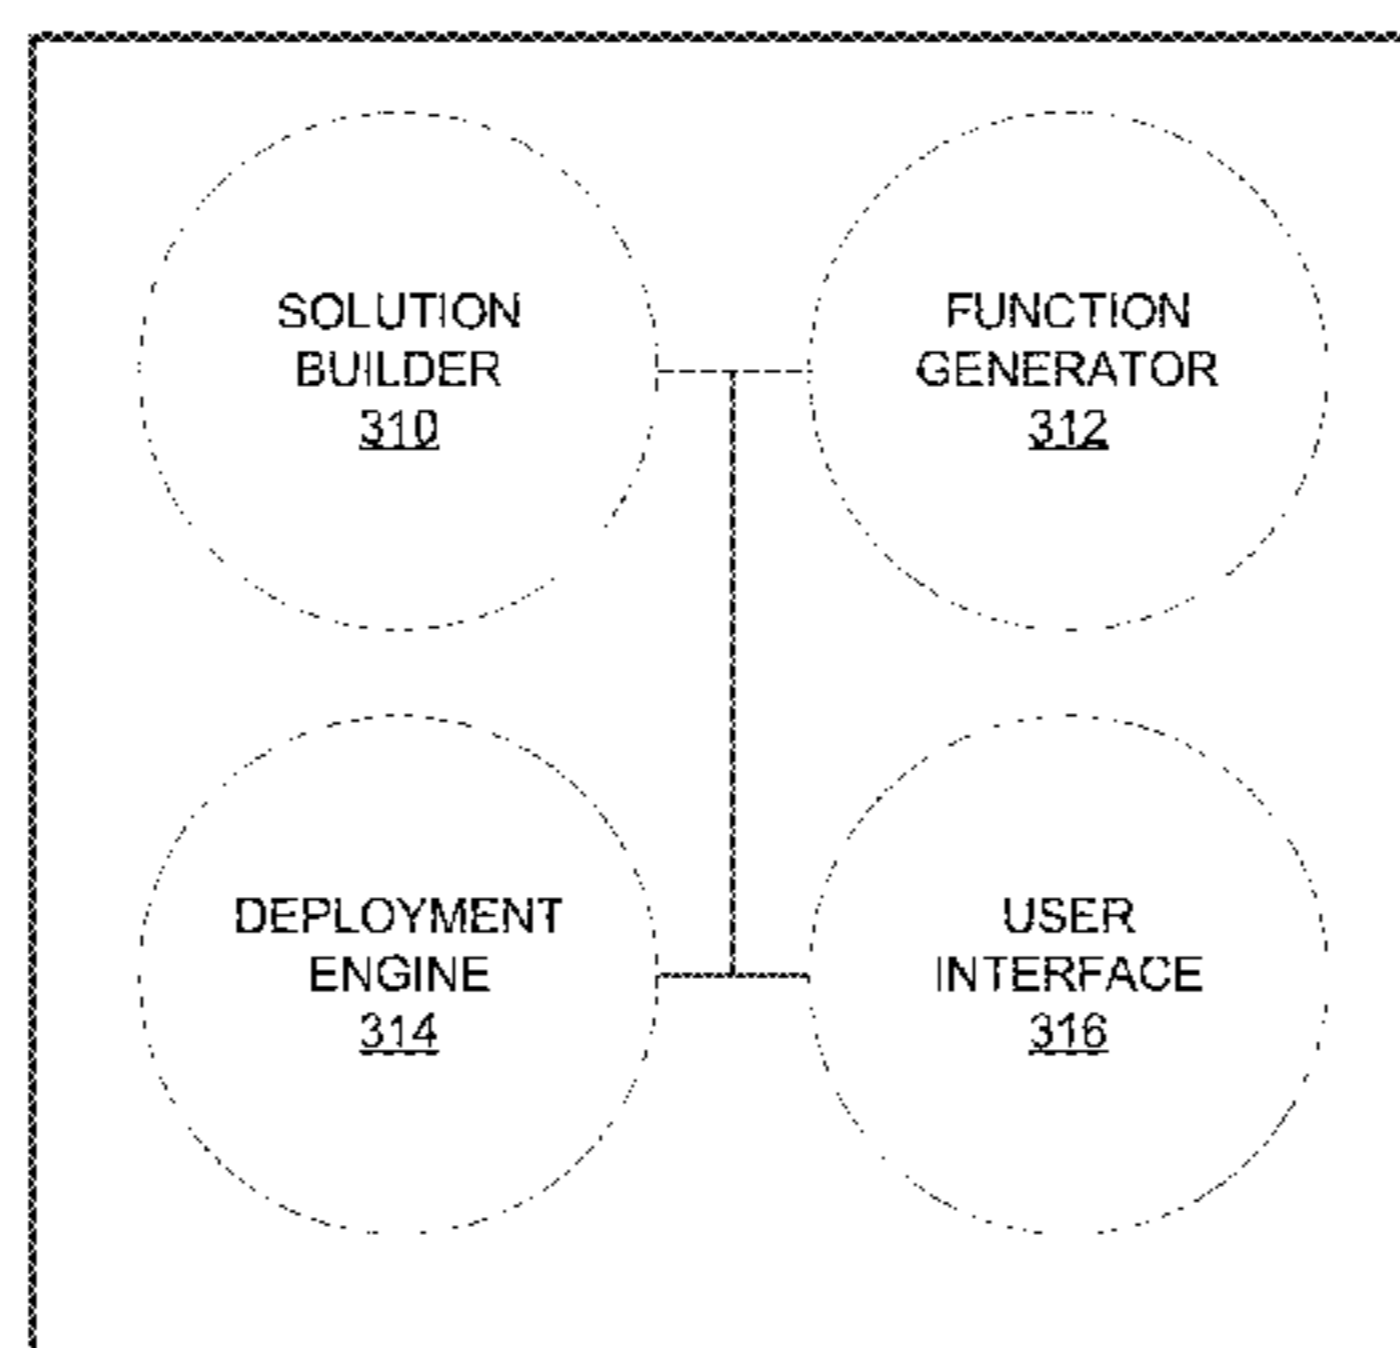 SOLUTION
BUILDER
310
FUNCTION
GENERATOR
312
DEPLOYMENT
ENGINE
314
USER
INTERFACE
316